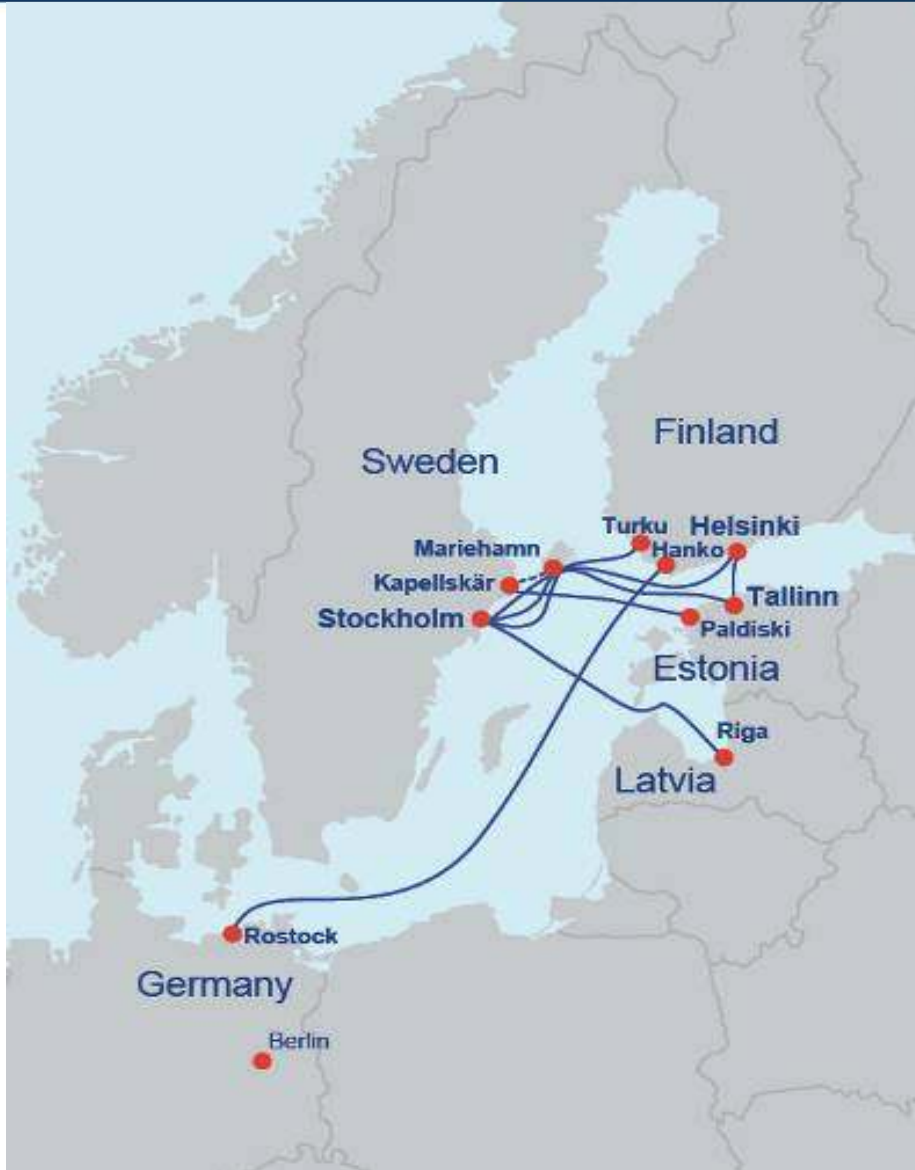 Finland
Sweden
Turku
Helsinki
Mariehamn
Hanko
Kapellskär
Stockholm
Tallinn
Paldiski
Estonia
Riga
Latvia
Rostock
Germany
Berlin